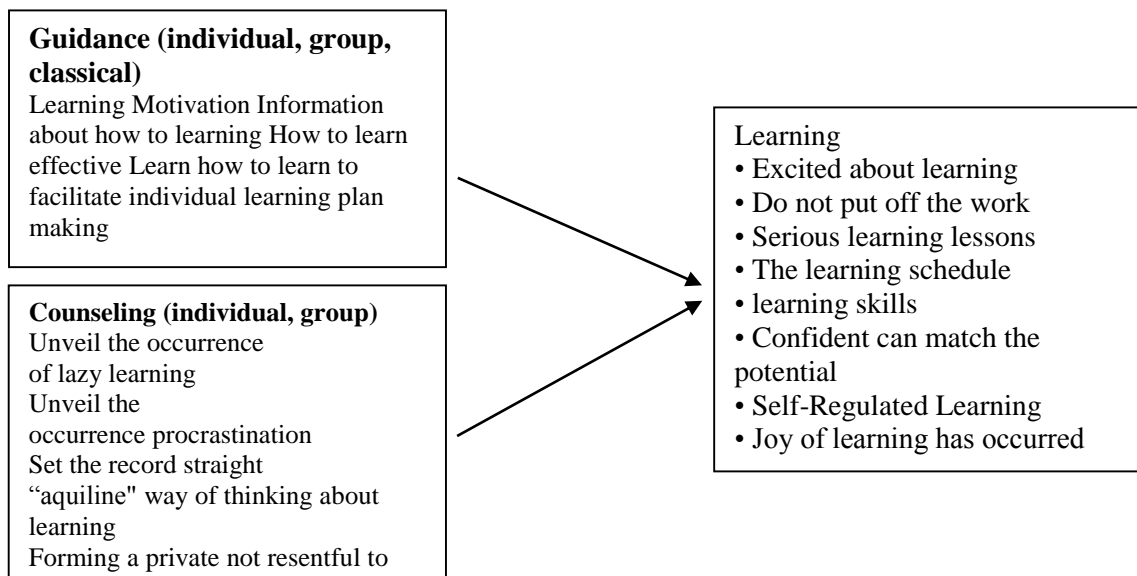 Guidance (individual, group,
classical)
Learning Motivation Information
about how to learning How to learn
effective Learn how to learn to
facilitate individual learning plan
making
Counseling (individual, group)
Unveil the occurrence
of lazy learning
Unveil the
occurrence procrastination
Set the record straight
“aquiline" way of thinking about
learning
Forming a private not resentful to
Learning
• Excited about learning
• Do not put off the work
• Serious learning lessons
• The learning schedule
• learning skills
• Confident can match the
potential
• Self-Regulated Learning
• Joy of learning has occurred